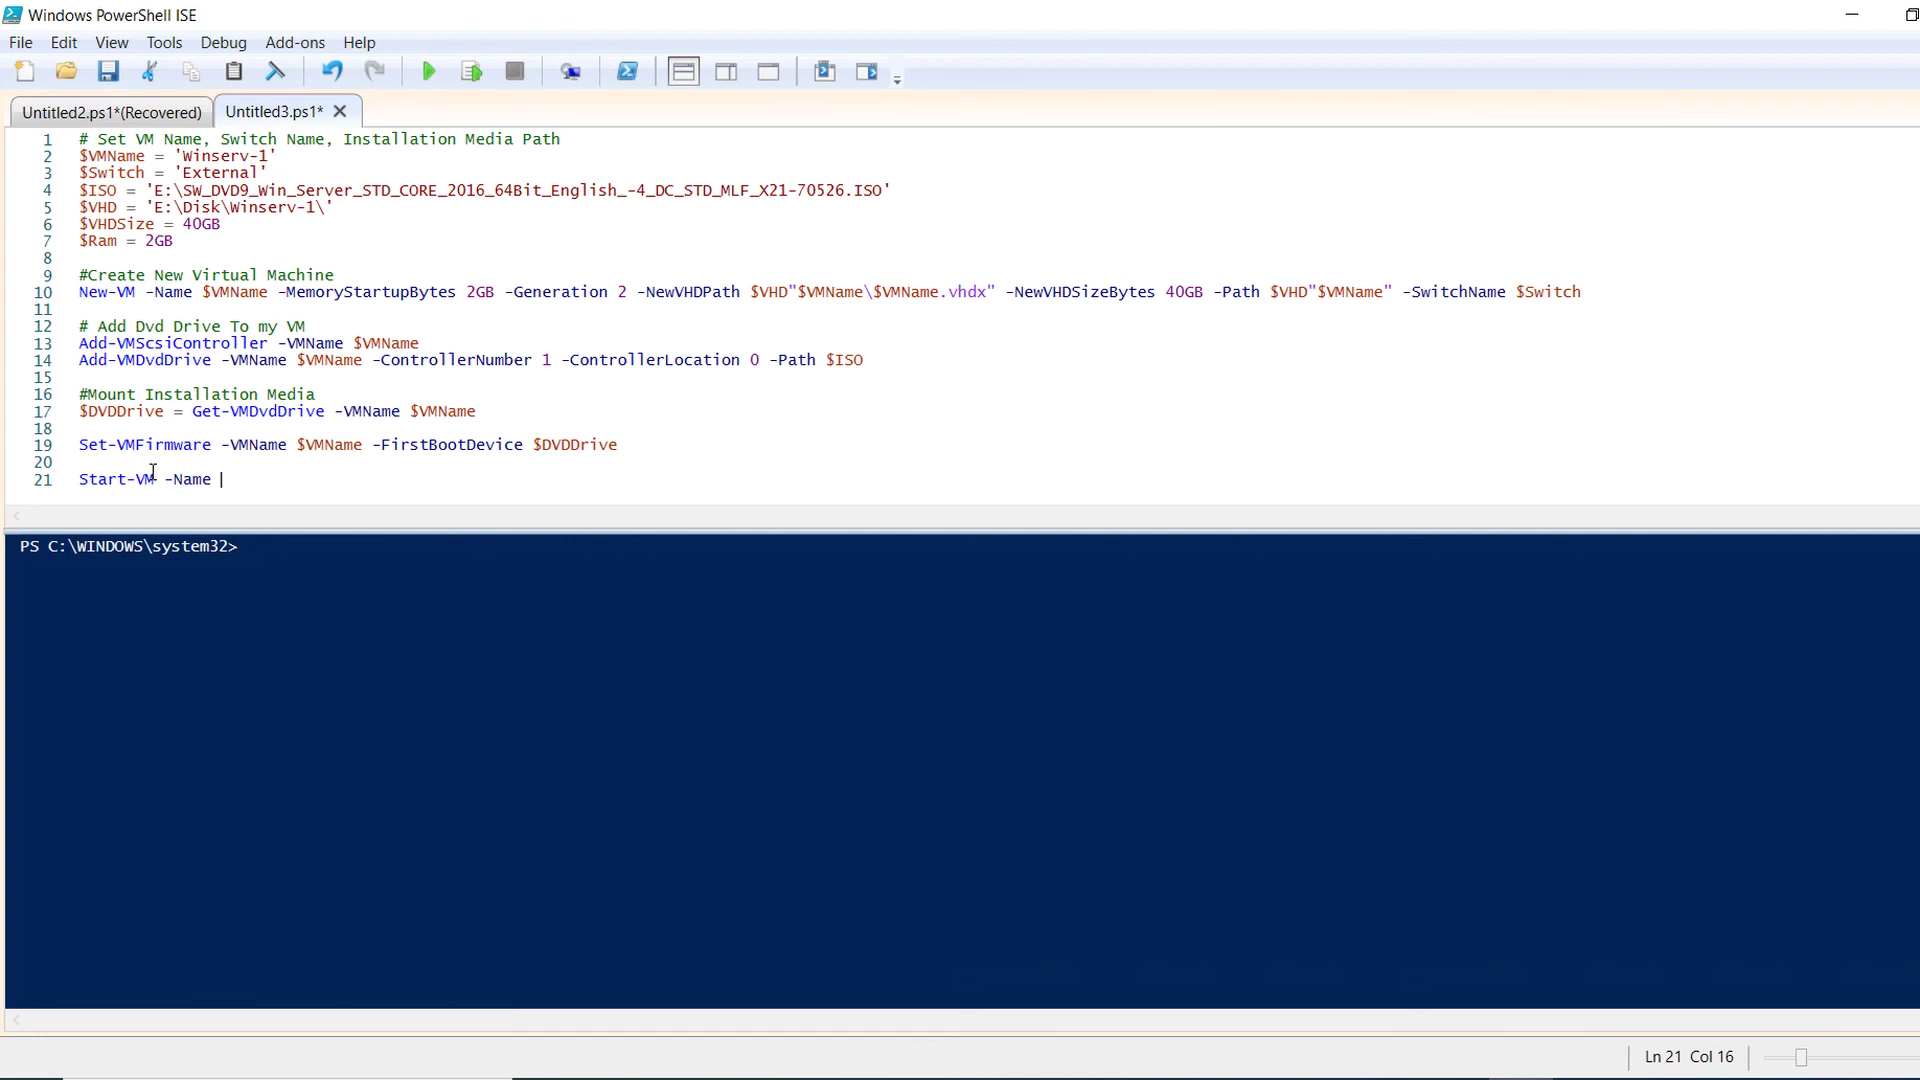 Windows PowerShell ISE
File Edit View Tools Debug Add-ons Help
Untitled2.ps1*(Recovered) Untitled3.ps1*
1 # Set VM Name, Switch Name, Installation Media Path
2 $VMName = 'Winserv-1'
3 $Switch = 'External'
4 $ISO = 'E:\SW_DVD9_Win_Server_STD_CORE_2016_64Bit_English_-4_DC_STD_MLF_X21-70526.ISO'
5 $VHD = 'E:\Disk\Winserv-1\'
6 $VHDSize = 40GB
7 $Ram = 2GB
8
9 #Create New Virtual Machine
10 New-VM -Name $VMName -MemoryStartupBytes 2GB -Generation 2 -NewVHDPath $VHD"$VMName\$VMName.vhdx" -NewVHDSizeBytes 40GB -Path $VHD"$VMName" -SwitchName $Switch
11
12 # Add Dvd Drive To my VM
13 Add-VMScsiController -VMName $VMName
14 Add-VMDvdDrive -VMName $VMName -ControllerNumber 1 -ControllerLocation 0 -Path $ISO
15
16 #Mount Installation Media
17 $DVDDrive = Get-VMDvdDrive -VMName $VMName
18
19 Set-VMFirmware -VMName $VMName -FirstBootDevice $DVDDrive
20
21 Start-VM -Name
PS C:\WINDOWS\system32>
Ln 21 Col 16